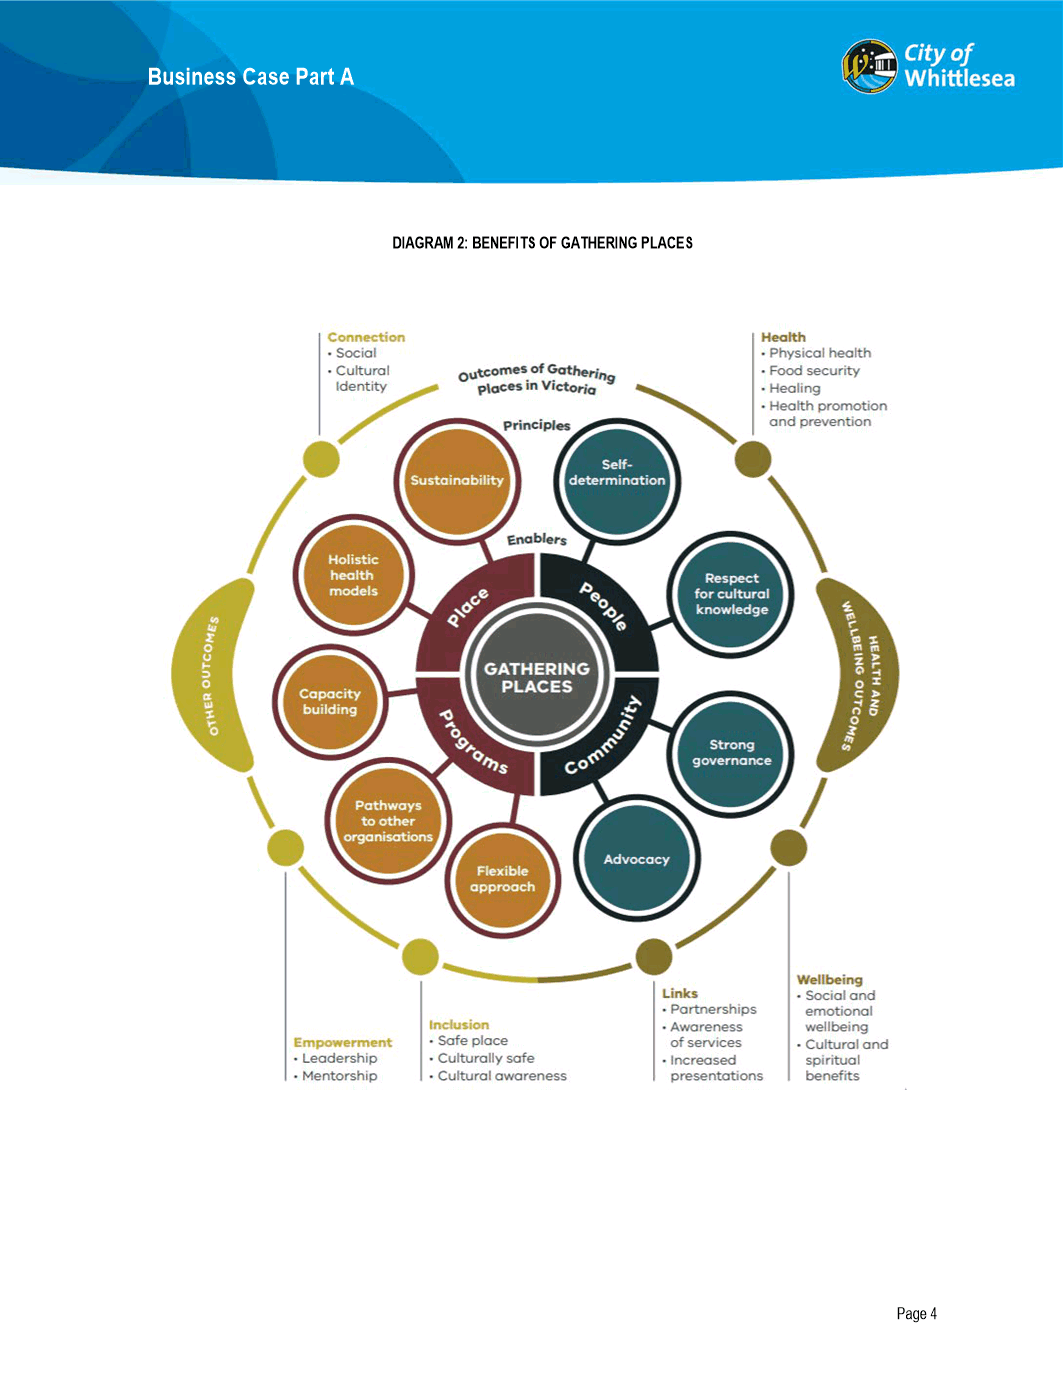 Business Case Part A
City of
Whittlesea
DIAGRAM 2: BENEFITS OF GATHERING PLACES
Connection
• Social
• Cultural
Identity
Outcomes of Gathering
Places in Victoria
Health
• Physical health
• Food security
• Healing
• Health promotion
and prevention
Principles
Sustainability
Self-
determination
Enablers
Holistic
health
models
Respect
for cultural
knowledge
Place
People
GATHERING
PLACES
OTHER OUTCOMES
HEALTH AND
WELLBEING OUTCOMES
Capacity
building
Programs
Community
Strong
governance
Pathways
to other
organisations
Flexible
approach
Advocacy
Empowerment
• Leadership
• Mentorship
Inclusion
• Safe place
• Culturally safe
• Cultural awareness
Links
• Partnerships
• Awareness
of services
• Increased
presentations
Wellbeing
• Social and
emotional
wellbeing
• Cultural and
spiritual
benefits
Page 4